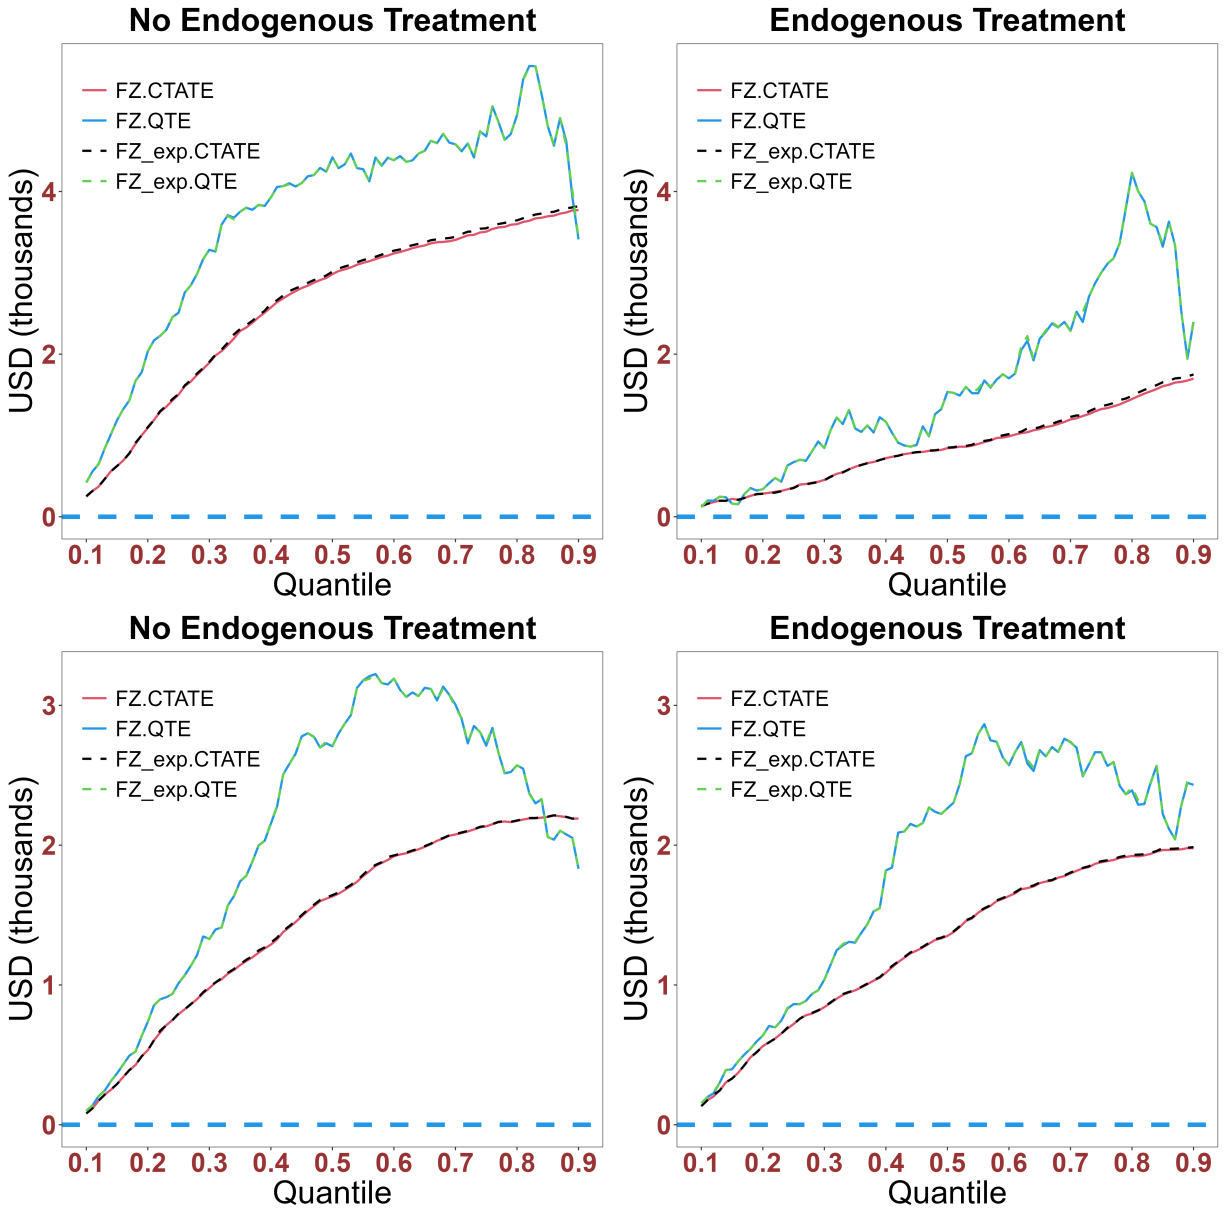 No Endogenous Treatment
FZ.CTATE
FZ.QTE
FZ_exp.CTATE
FZ_exp.QTE
USD (thousands)
4
2
0
0.1 0.2 0.3 0.4 0.5 0.6 0.7 0.8 0.9
Quantile
Endogenous Treatment
FZ.CTATE
FZ.QTE
FZ_exp.CTATE
FZ_exp.QTE
USD (thousands)
4
2
0
0.1 0.2 0.3 0.4 0.5 0.6 0.7 0.8 0.9
Quantile
No Endogenous Treatment
FZ.CTATE
FZ.QTE
FZ_exp.CTATE
FZ_exp.QTE
USD (thousands)
3
2
1
0
0.1 0.2 0.3 0.4 0.5 0.6 0.7 0.8 0.9
Quantile
Endogenous Treatment
FZ.CTATE
FZ.QTE
FZ_exp.CTATE
FZ_exp.QTE
USD (thousands)
3
2
1
0
0.1 0.2 0.3 0.4 0.5 0.6 0.7 0.8 0.9
Quantile